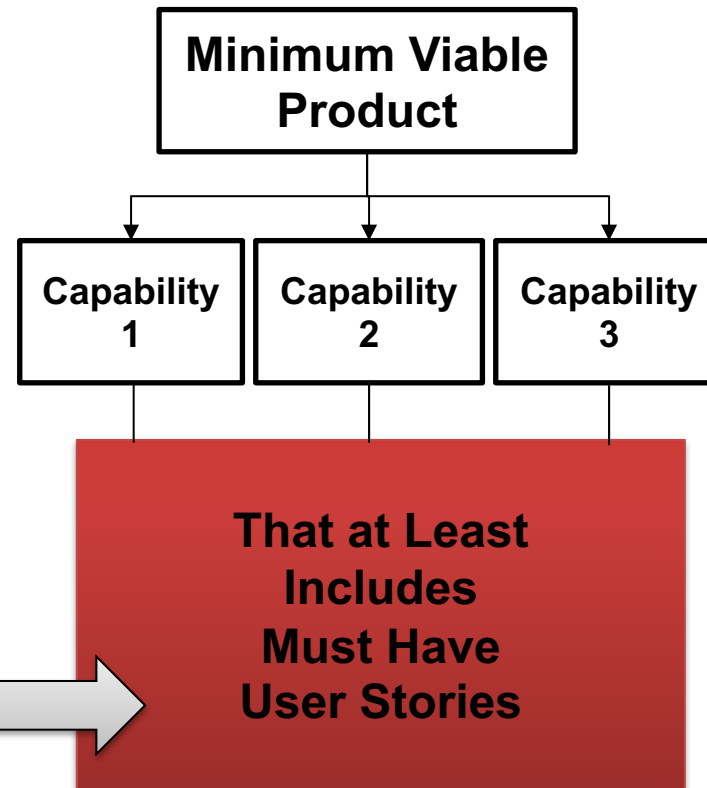 Minimum Viable
Product
Capability
1
Capability
2
Capability
3
That at Least
Includes
Must Have
User Stories